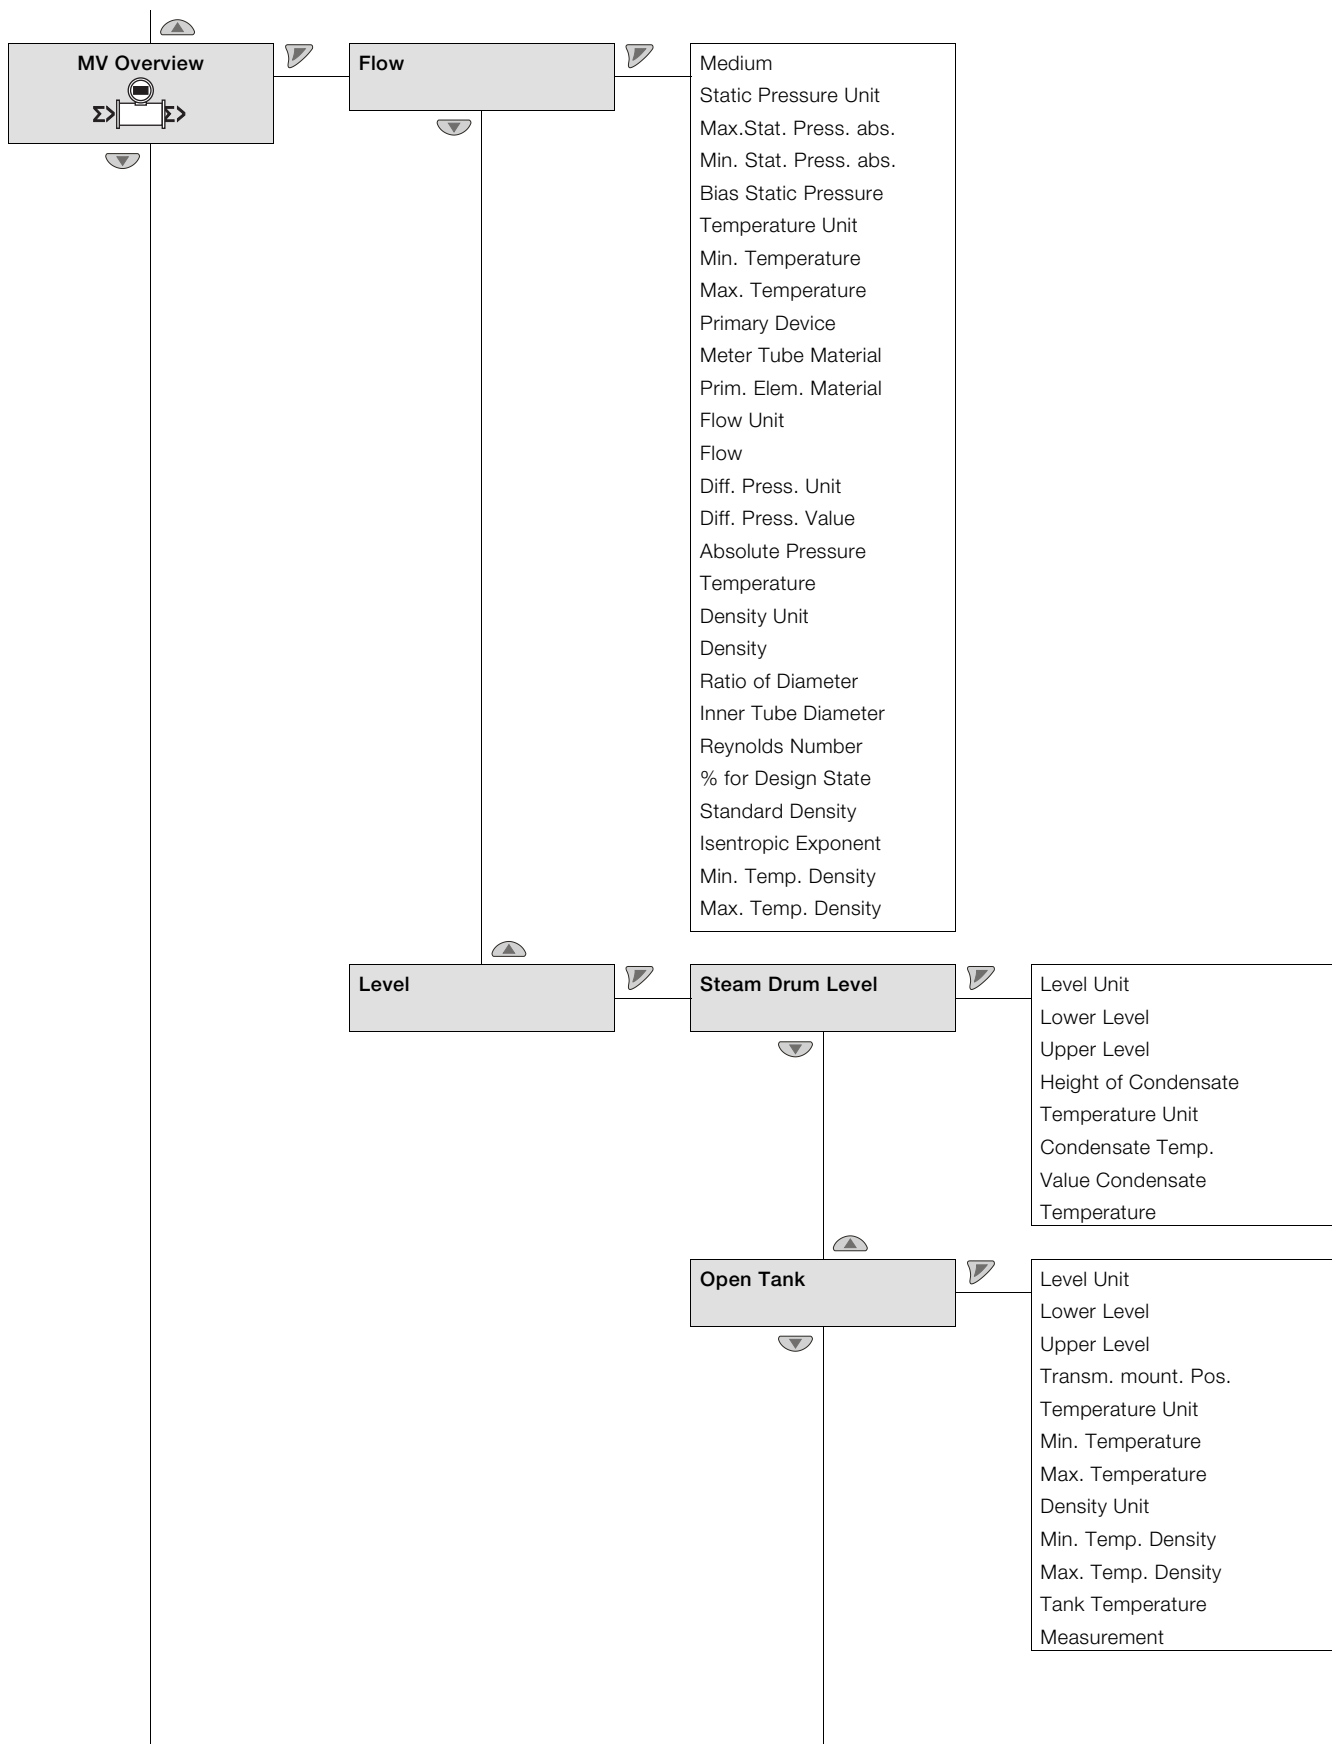 MV Overview
Σ> Σ>
Flow
Medium
Static Pressure Unit
Max.Stat. Press. abs.
Min. Stat. Press. abs.
Bias Static Pressure
Temperature Unit
Min. Temperature
Max. Temperature
Primary Device
Meter Tube Material
Prim. Elem. Material
Flow Unit
Flow
Diff. Press. Unit
Diff. Press. Value
Absolute Pressure
Temperature
Density Unit
Density
Ratio of Diameter
Inner Tube Diameter
Reynolds Number
% for Design State
Standard Density
Isentropic Exponent
Min. Temp. Density
Max. Temp. Density
Level
Steam Drum Level
Level Unit
Lower Level
Upper Level
Height of Condensate
Temperature Unit
Condensate Temp.
Value Condensate
Temperature
Open Tank
Level Unit
Lower Level
Upper Level
Transm. mount. Pos.
Temperature Unit
Min. Temperature
Max. Temperature
Density Unit
Min. Temp. Density
Max. Temp. Density
Tank Temperature
Measurement